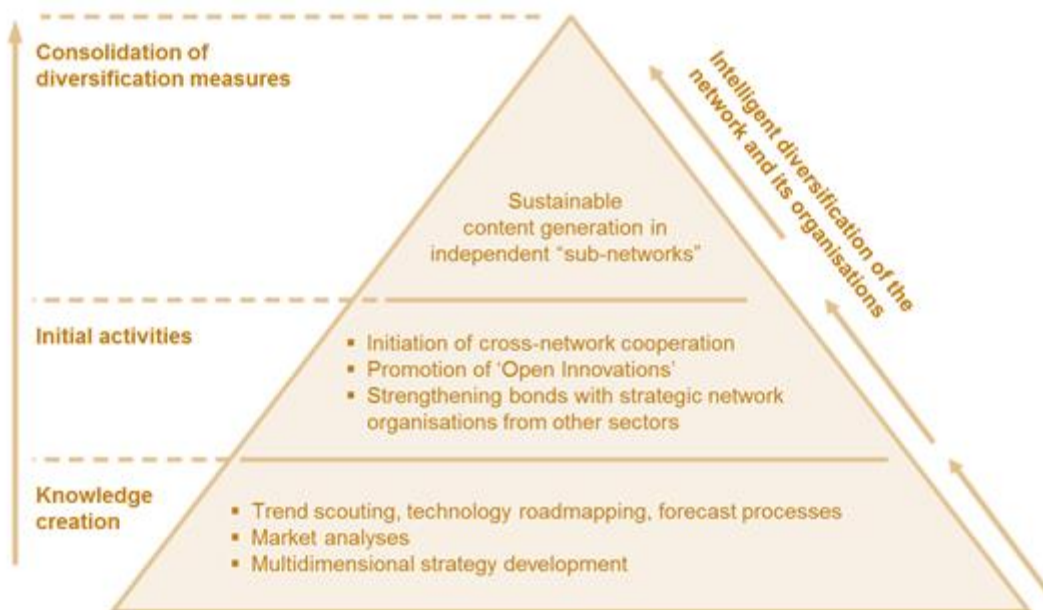 Consolidation of
diversification measures
Intelligent diversification of the
network and its organisations
Sustainable
content generation in
independent “sub-networks”
Initial activities
▪ Initiation of cross-network cooperation
▪ Promotion of ‘Open Innovations’
▪ Strengthening bonds with strategic network
organisations from other sectors
Knowledge
creation
▪ Trend scouting, technology roadmapping, forecast processes
▪ Market analyses
▪ Multidimensional strategy development